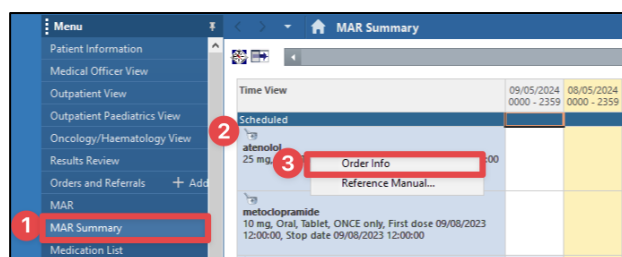 Menu
MAR Summary
Patient Information
Medical Officer View
Outpatient View
Outpatient Paediatrics View
Oncology/Haematology View
Results Review
Orders and Referrals + Add
MAR
1
MAR Summary
Medication List
Time View
09/05/2024 08/05/2024
0000 - 2359 0000 - 2359
Scheduled
2
atenolol
25 mg, :00
3
Order Info
Reference Manual...
metoclopramide
10 mg, Oral, Tablet, ONCE only, First dose 09/08/2023
12:00:00, Stop date 09/08/2023 12:00:00